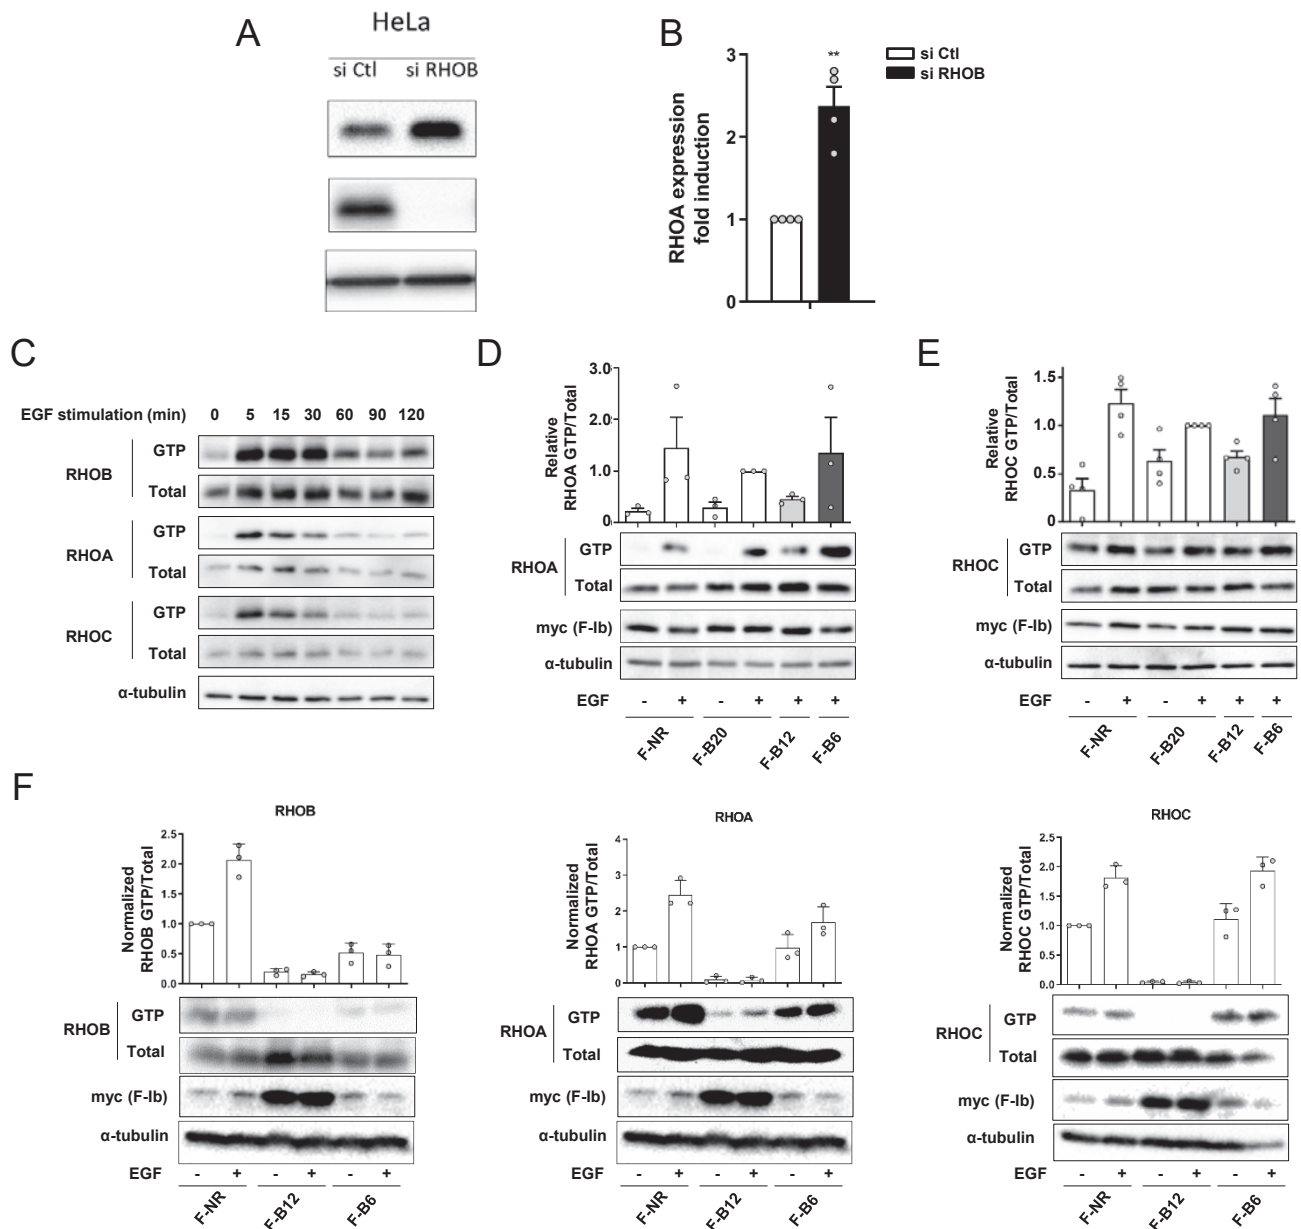 A
HeLa
si Ctl si RHOB
B
3
2
1
0
RHOA expression
fold induction
**
si Ctl
si RHOB
C
EGF stimulation (min) 0 5 15 30 60 90 120
RHOB
GTP
Total
RHOA
GTP
Total
RHOC
GTP
Total
α-tubulin
D
3.0
2.0
1.0
0
Relative
RHOA GTP/Total
RHOA
GTP
Total
myc (F-Ib)
α-tubulin
EGF - + - + + +
F-NR F-B20 F-B12 F-B6
E
1.5
1.0
0.5
0
Relative
RHOC GTP/Total
RHOC
GTP
Total
myc (F-Ib)
α-tubulin
EGF - + - + + +
F-NR F-B20 F-B12 F-B6
F
RHOB
2.5
2.0
1.5
1.0
0.5
0.0
Normalized
RHOB GTP/Total
RHOB
GTP
Total
myc (F-Ib)
α-tubulin
EGF - + - + - +
F-NR F-B12 F-B6
RHOA
4
3
2
1
0
Normalized
RHOA GTP/Total
RHOA
GTP
Total
myc (F-Ib)
α-tubulin
EGF - + - + - +
F-NR F-B12 F-B6
RHOC
2.5
2.0
1.5
1.0
0.5
0.0
Normalized
RHOC GTP/Total
RHOC
GTP
Total
myc (F-Ib)
α-tubulin
EGF - + - + - +
F-NR F-B12 F-B6